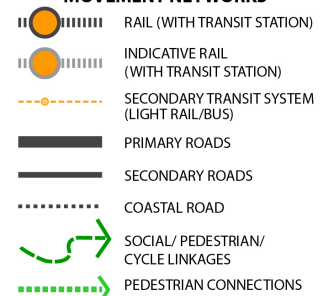 MOVEMENT NETWORKS
RAIL (WITH TRANSIT STATION)
INDICATIVE RAIL
(WITH TRANSIT STATION)
SECONDARY TRANSIT SYSTEM
(LIGHT RAIL/BUS)
PRIMARY ROADS
SECONDARY ROADS
COASTAL ROAD
SOCIAL/ PEDESTRIAN/
CYCLE LINKAGES
PEDESTRIAN CONNECTIONS